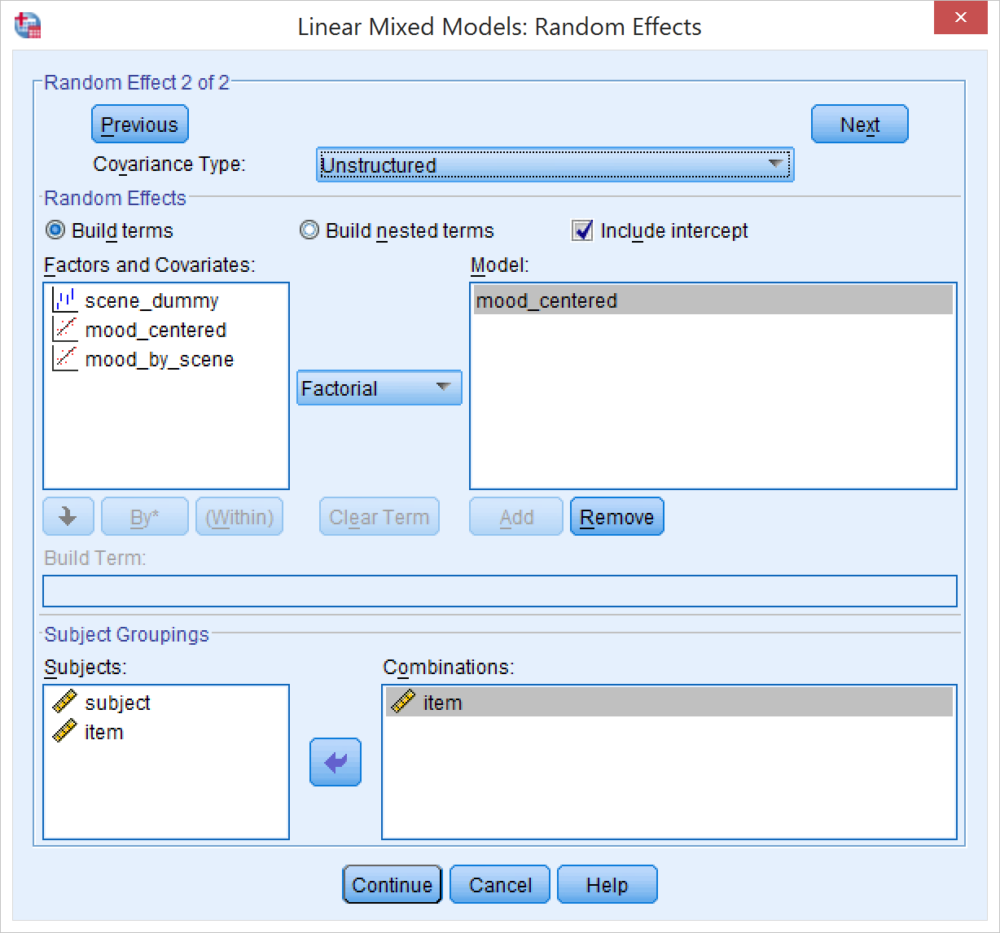 Linear Mixed Models: Random Effects
Random Effect 2 of 2
Previous
Next
Covariance Type:
Unstructured
Random Effects
Build terms
Build nested terms
Include intercept
Factors and Covariates:
Model:
scene_dummy
mood_centered
mood_by_scene
Factorial
mood_centered
By*
(Within)
Clear Term
Add
Remove
Build Term:
Subject Groupings
Subjects:
Combinations:
subject
item
item
Continue
Cancel
Help